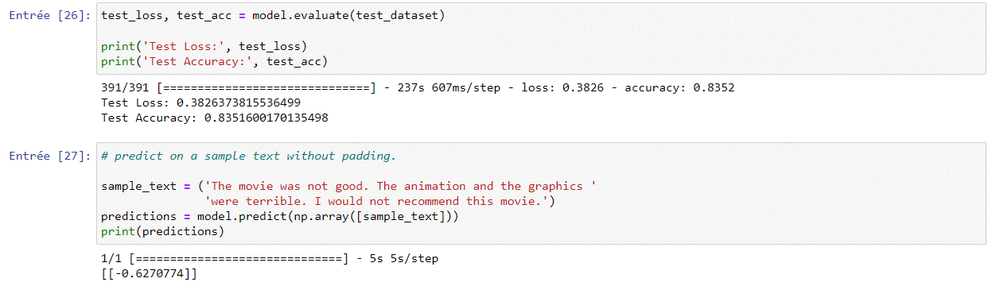 Entrée [26]: test_loss, test_acc = model.evaluate(test_dataset)
print('Test Loss:', test_loss)
print('Test Accuracy:', test_acc)
391/391 [==============================] - 237s 607ms/step - loss: 0.3826 - accuracy: 0.8352
Test Loss: 0.3826373815536499
Test Accuracy: 0.8351600170135498
Entrée [27]: # predict on a sample text without padding.
sample_text = ('The movie was not good. The animation and the graphics '
'were terrible. I would not recommend this movie.')
predictions = model.predict(np.array([sample_text]))
print(predictions)
1/1 [==============================] - 5s 5s/step
[[-0.6270774]]